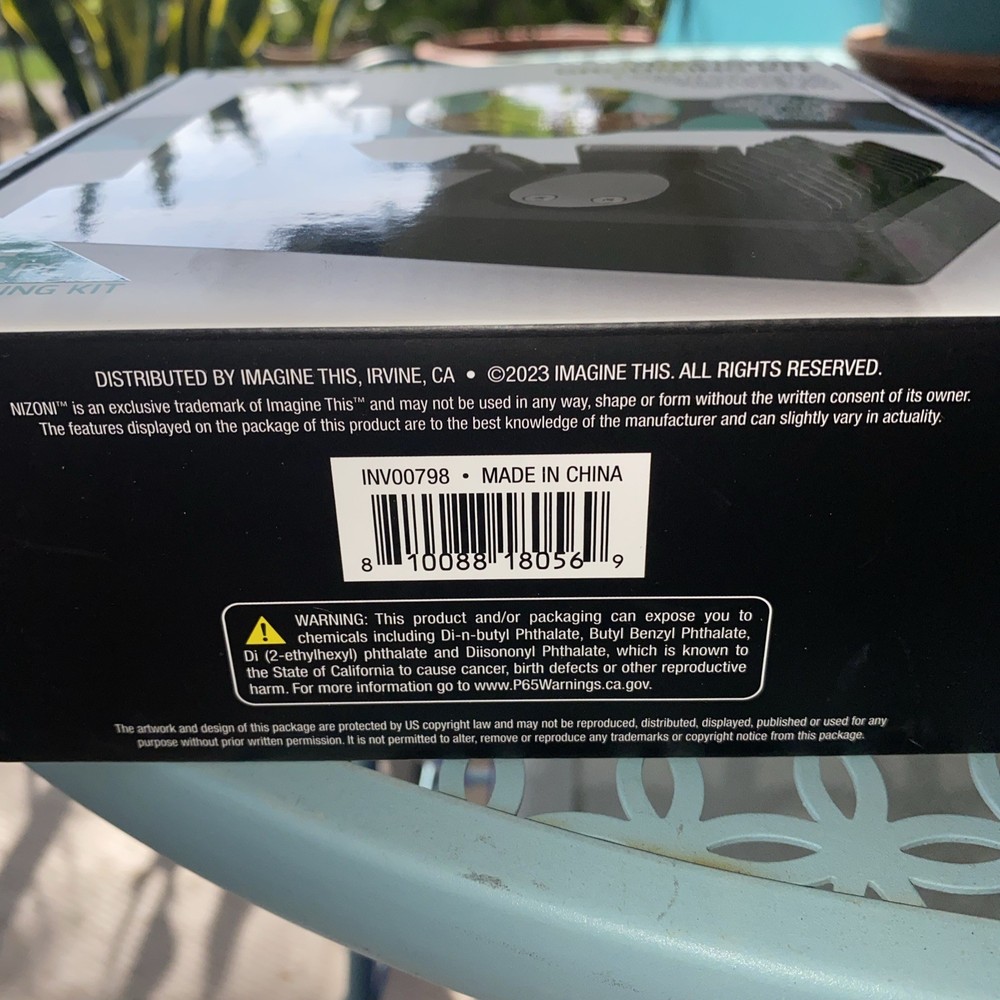 ING KIT
DISTRIBUTED BY IMAGINE THIS, IRVINE, CA • ©2023 IMAGINE THIS. ALL RIGHTS RESERVED.
NIZONI™ is an exclusive trademark of Imagine This™ and may not be used in any way, shape or form without the written consent of its owner.
The features displayed on the package of this product are to the best knowledge of the manufacturer and can slightly vary in actuality.
INV00798 • MADE IN CHINA
8 10088 18056 9
WARNING: This product and/or packaging can expose you to
chemicals including Di-n-butyl Phthalate, Butyl Benzyl Phthalate,
Di (2-ethylhexyl) phthalate and Diisononyl Phthalate, which is known to
the State of California to cause cancer, birth defects or other reproductive
harm. For more information go to www.P65Warnings.ca.gov.
The artwork and design of this package are protected by US copyright law and may not be reproduced, distributed, displayed, published or used for any
purpose without prior written permission. It is not permitted to alter, remove or reproduce any trademarks or copyright notice from this package.